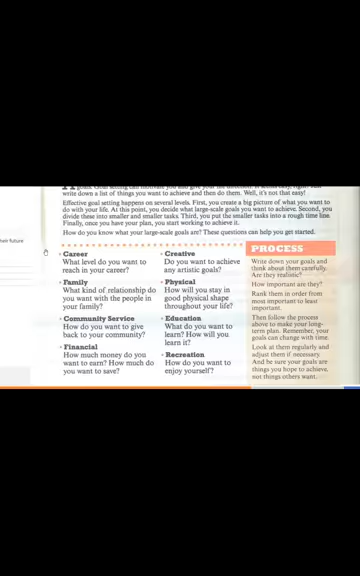 goals. Goal setting can motivate you and give you direction. It sounds easy, right? Just
write down a list of things you want to achieve and then do them. Well, it's not that easy!
Effective goal setting happens on several levels. First, you create a big picture of what you want to
do with your life. At this point, you decide what large-scale goals you want to achieve. Second, you
divide these into smaller and smaller tasks. Third, you put the smaller tasks into a rough time line.
Finally, once you have your plan, you start working to achieve it.
How do you know what your large-scale goals are? These questions can help you get started.
their future
• Career
What level do you want to
reach in your career?
• Family
What kind of relationship do
you want with the people in
your family?
• Community Service
How do you want to give
back to your community?
• Financial
How much money do you
want to earn? How much do
you want to save?
• Creative
Do you want to achieve
any artistic goals?
• Physical
How will you stay in
good physical shape
throughout your life?
• Education
What do you want to
learn? How will you
learn it?
• Recreation
How do you want to
enjoy yourself?
PROCESS
Write down your goals and
think about them carefully.
Are they realistic?
How important are they?
Rank them in order from
most important to least
important.
Then follow the process
above to make your long-
term plan. Remember, your
goals can change with time.
Look at them regularly and
adjust them if necessary.
And be sure your goals are
things you hope to achieve,
not things others want.